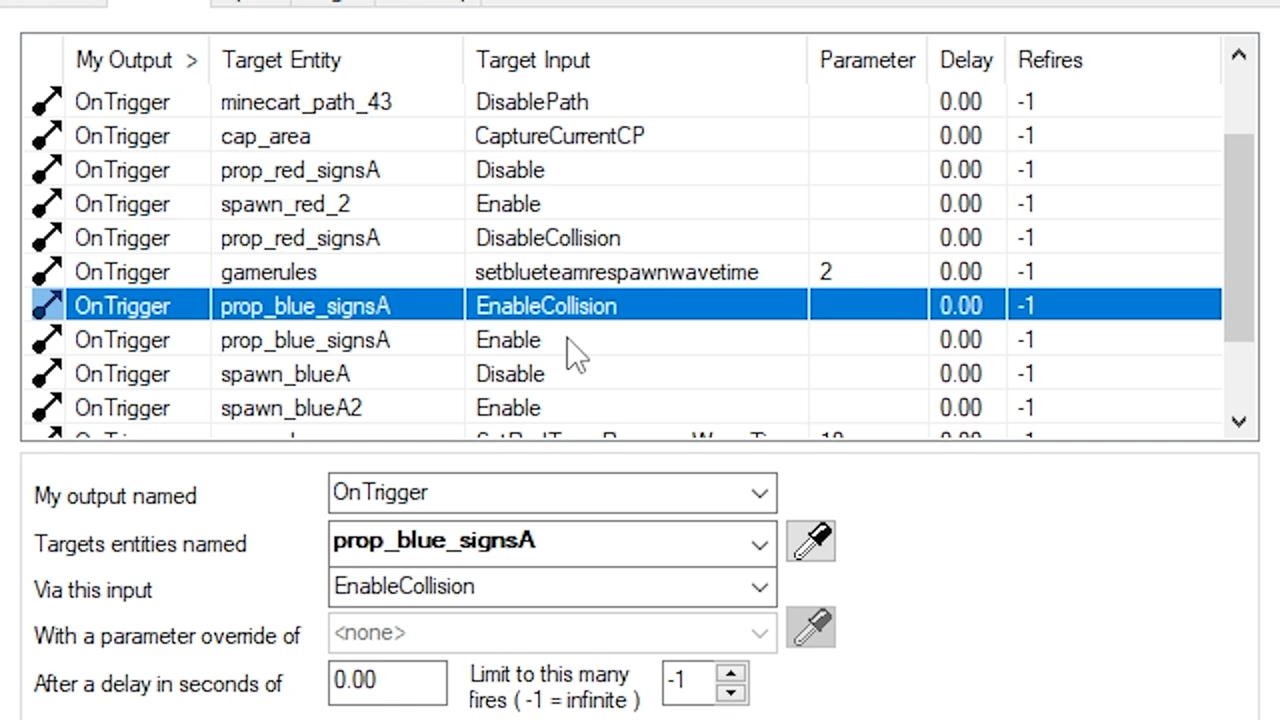 My Output > Target Entity Target Input Parameter Delay Refires
OnTrigger minecart_path_43 DisablePath 0.00 -1
OnTrigger cap_area CaptureCurrentCP 0.00 -1
OnTrigger prop_red_signsA Disable 0.00 -1
OnTrigger spawn_red_2 Enable 0.00 -1
OnTrigger prop_red_signsA DisableCollision 0.00 -1
OnTrigger gamerules setblueteamrespawnwavetime 2 0.00 -1
OnTrigger prop_blue_signsA EnableCollision 0.00 -1
OnTrigger prop_blue_signsA Enable 0.00 -1
OnTrigger spawn_blueA Disable 0.00 -1
OnTrigger spawn_blueA2 Enable 0.00 -1
My output named OnTrigger
Targets entities named prop_blue_signsA
Via this input EnableCollision
With a parameter override of <none>
After a delay in seconds of 0.00 Limit to this many -1
fires ( -1 = infinite )